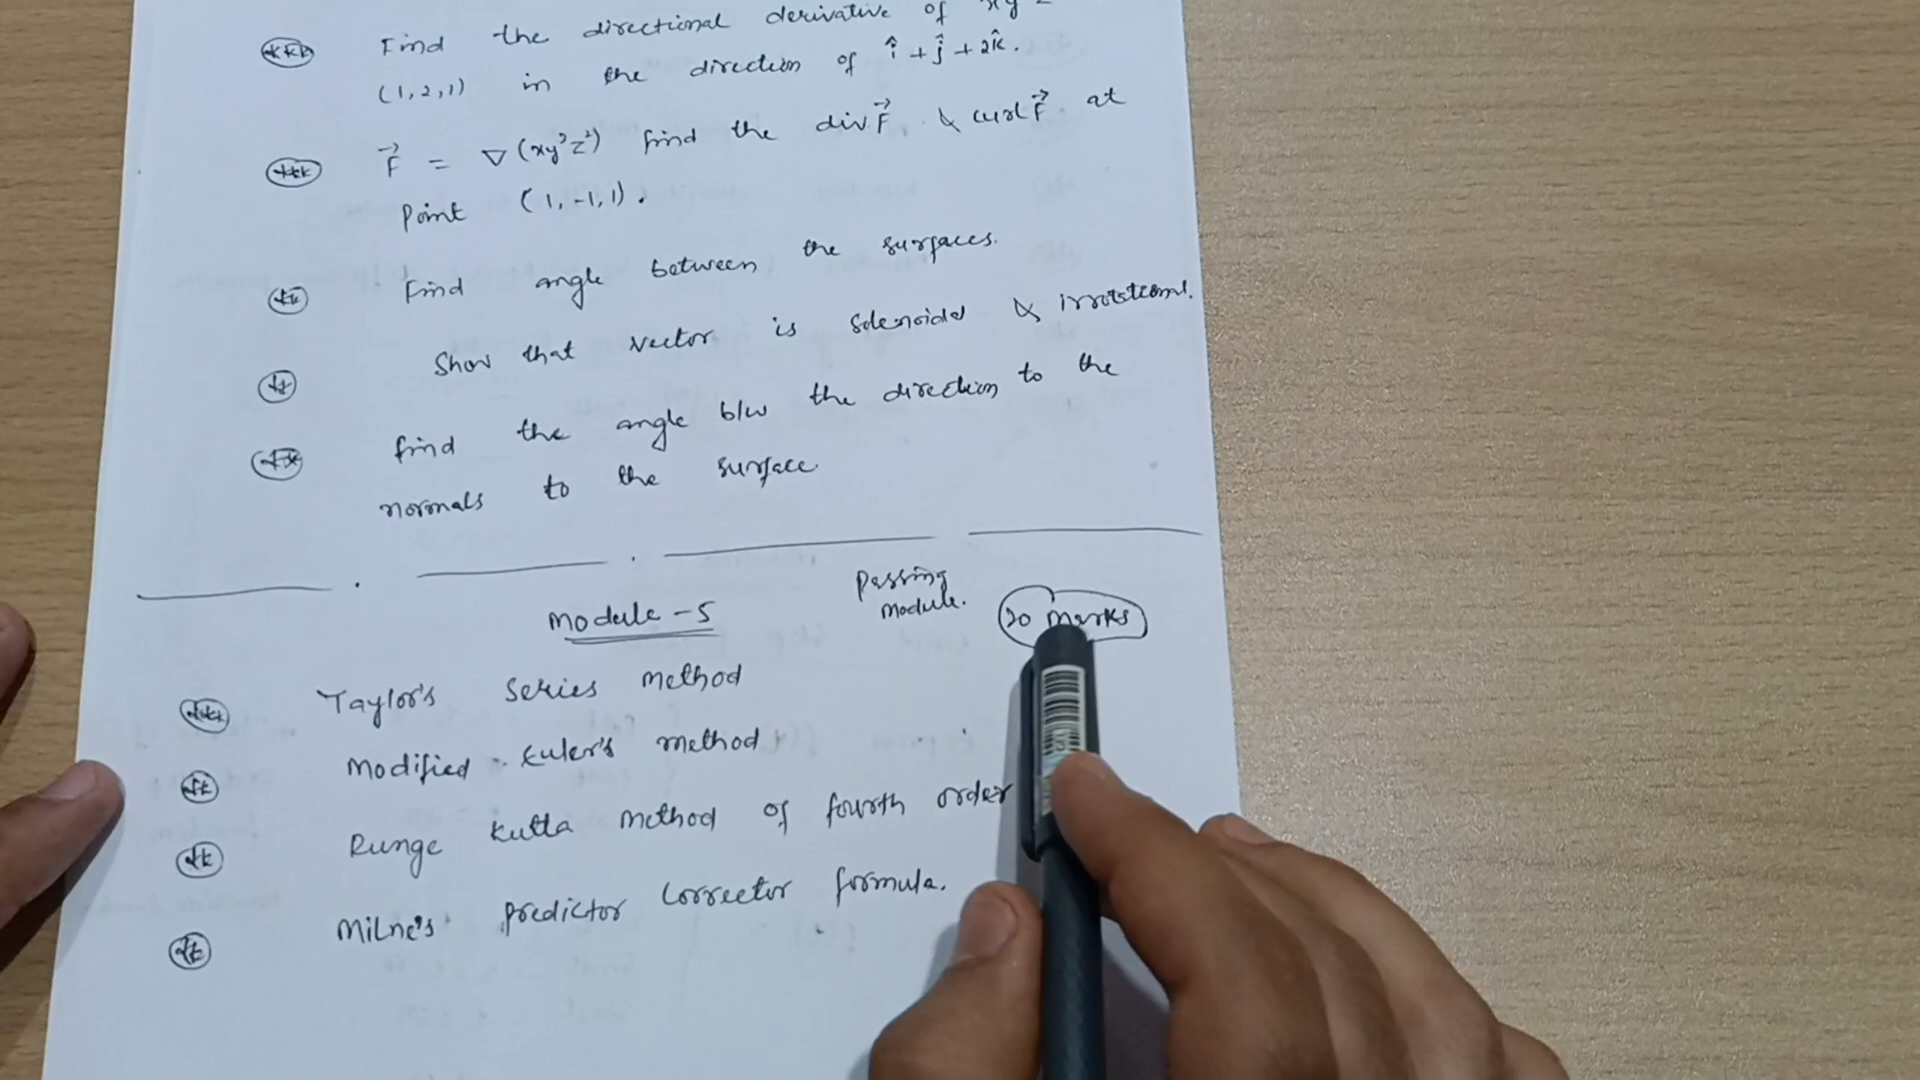 Find the directional derivative of
(1,2,1) in the direction of î + ĵ + 2k̂.
F⃗ = ∇(xy³z²) find the div F⃗ & curl F⃗ at
point (1,-1,1).
Find angle between the surfaces.
Show that vector is solenoidal &
find the angle b/w the direction to the
normals to the surface.
Module-5
Passing
module.
20 marks
Taylor's series method
Modified Euler's method
Runge Kutta method of fourth order
Milne's predictor corrector formula.